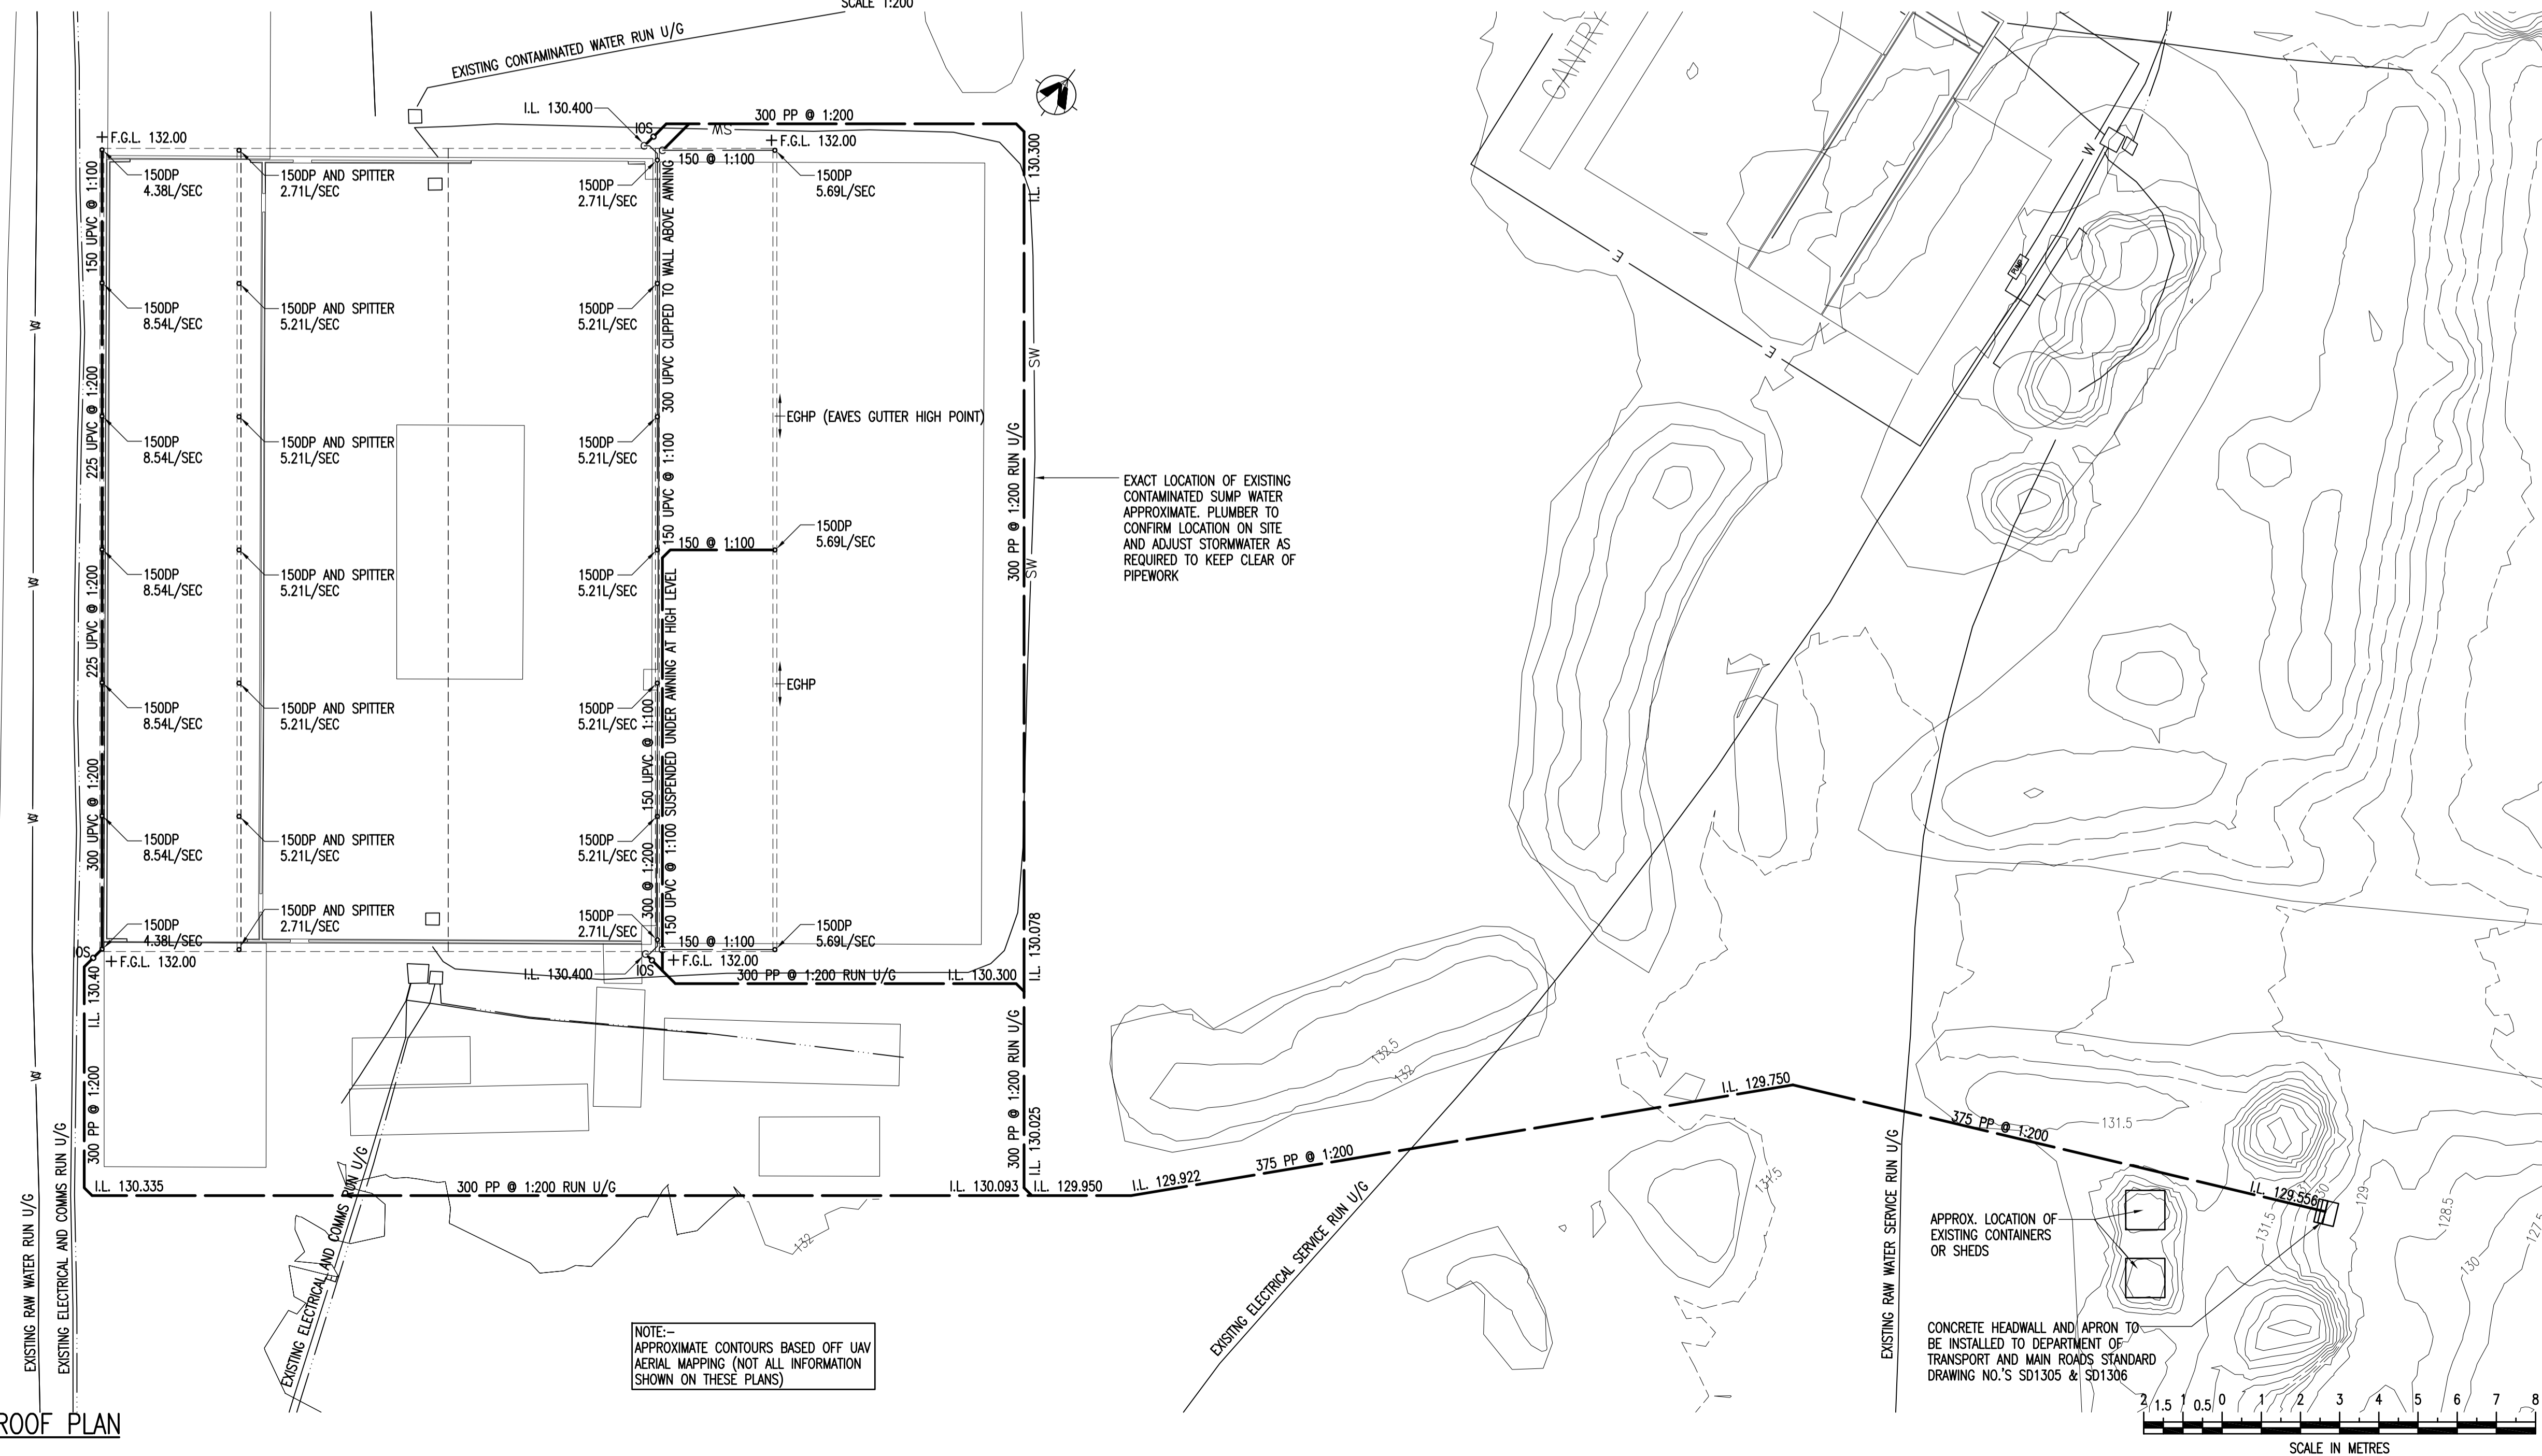 SCALE 1:200
EXISTING CONTAMINATED WATER RUN U/G
I.L. 130.400
IOS
SW
300 PP @ 1:200
F.G.L. 132.00
F.G.L. 132.00
I.L. 130.300
150 @ 1:100
150DP
4.38L/SEC
150DP AND SPITTER
2.71L/SEC
150DP
2.71L/SEC
150DP
5.69L/SEC
150 UPVC @ 1:100
300 UPVC CLIPPED TO WALL ABOVE AWNING
150DP
8.54L/SEC
150DP AND SPITTER
5.21L/SEC
150DP
5.21L/SEC
225 UPVC @ 1:200
150DP
8.54L/SEC
150DP AND SPITTER
5.21L/SEC
150DP
5.21L/SEC
EGHP (EAVES GUTTER HIGH POINT)
150 UPVC @ 1:100
SW
300 PP @ 1:200 RUN U/G
SW
EXACT LOCATION OF EXISTING
CONTAMINATED SUMP WATER
APPROXIMATE. PLUMBER TO
CONFIRM LOCATION ON SITE
AND ADJUST STORMWATER AS
REQUIRED TO KEEP CLEAR OF
PIPEWORK
150DP
8.54L/SEC
150DP AND SPITTER
5.21L/SEC
150DP
5.21L/SEC
150 @ 1:100
150DP
5.69L/SEC
225 UPVC @ 1:200
150DP
8.54L/SEC
150DP AND SPITTER
5.21L/SEC
150DP
5.21L/SEC
EGHP
150 UPVC @ 1:100
150 UPVC @ 1:100 SUSPENDED UNDER AWNING AT HIGH LEVEL
300 UPVC @ 1:200
150DP
8.54L/SEC
150DP AND SPITTER
5.21L/SEC
150DP
5.21L/SEC
300 @ 1:200
150DP
4.38L/SEC
150DP AND SPITTER
2.71L/SEC
150DP
2.71L/SEC
150 @ 1:100
150DP
5.69L/SEC
IOS
F.G.L. 132.00
I.L. 130.400
IOS
F.G.L. 132.00
300 PP @ 1:200 RUN U/G
I.L. 130.300
I.L. 130.078
I.L. 130.40
300 PP @ 1:200
300 PP @ 1:200 RUN U/G
I.L. 130.025
I.L. 130.335
300 PP @ 1:200 RUN U/G
I.L. 130.093
I.L. 129.950
I.L. 129.922
375 PP @ 1:200
I.L. 129.750
375 PP @ 1:200
I.L. 129.556
W
W
W
W
EXISTING RAW WATER RUN U/G
EXISTING ELECTRICAL AND COMMS RUN U/G
EXISTING ELECTRICAL AND COMMS RUN U/G
NOTE:-
APPROXIMATE CONTOURS BASED OFF UAV
AERIAL MAPPING (NOT ALL INFORMATION
SHOWN ON THESE PLANS)
132
132.5
132
131.5
131.5
131.5
130
129
128.5
130
127.5
EXISITNG ELECTRICAL SERVICE RUN U/G
EXISTING RAW WATER SERVICE RUN U/G
GANTRY
E
E
W
PUMP
APPROX. LOCATION OF
EXISTING CONTAINERS
OR SHEDS
CONCRETE HEADWALL AND APRON TO
BE INSTALLED TO DEPARTMENT OF
TRANSPORT AND MAIN ROADS STANDARD
DRAWING NO.'S SD1305 & SD1306
2 1.5 1 0.5 0 1 2 3 4 5 6 7 8
SCALE IN METRES
ROOF PLAN